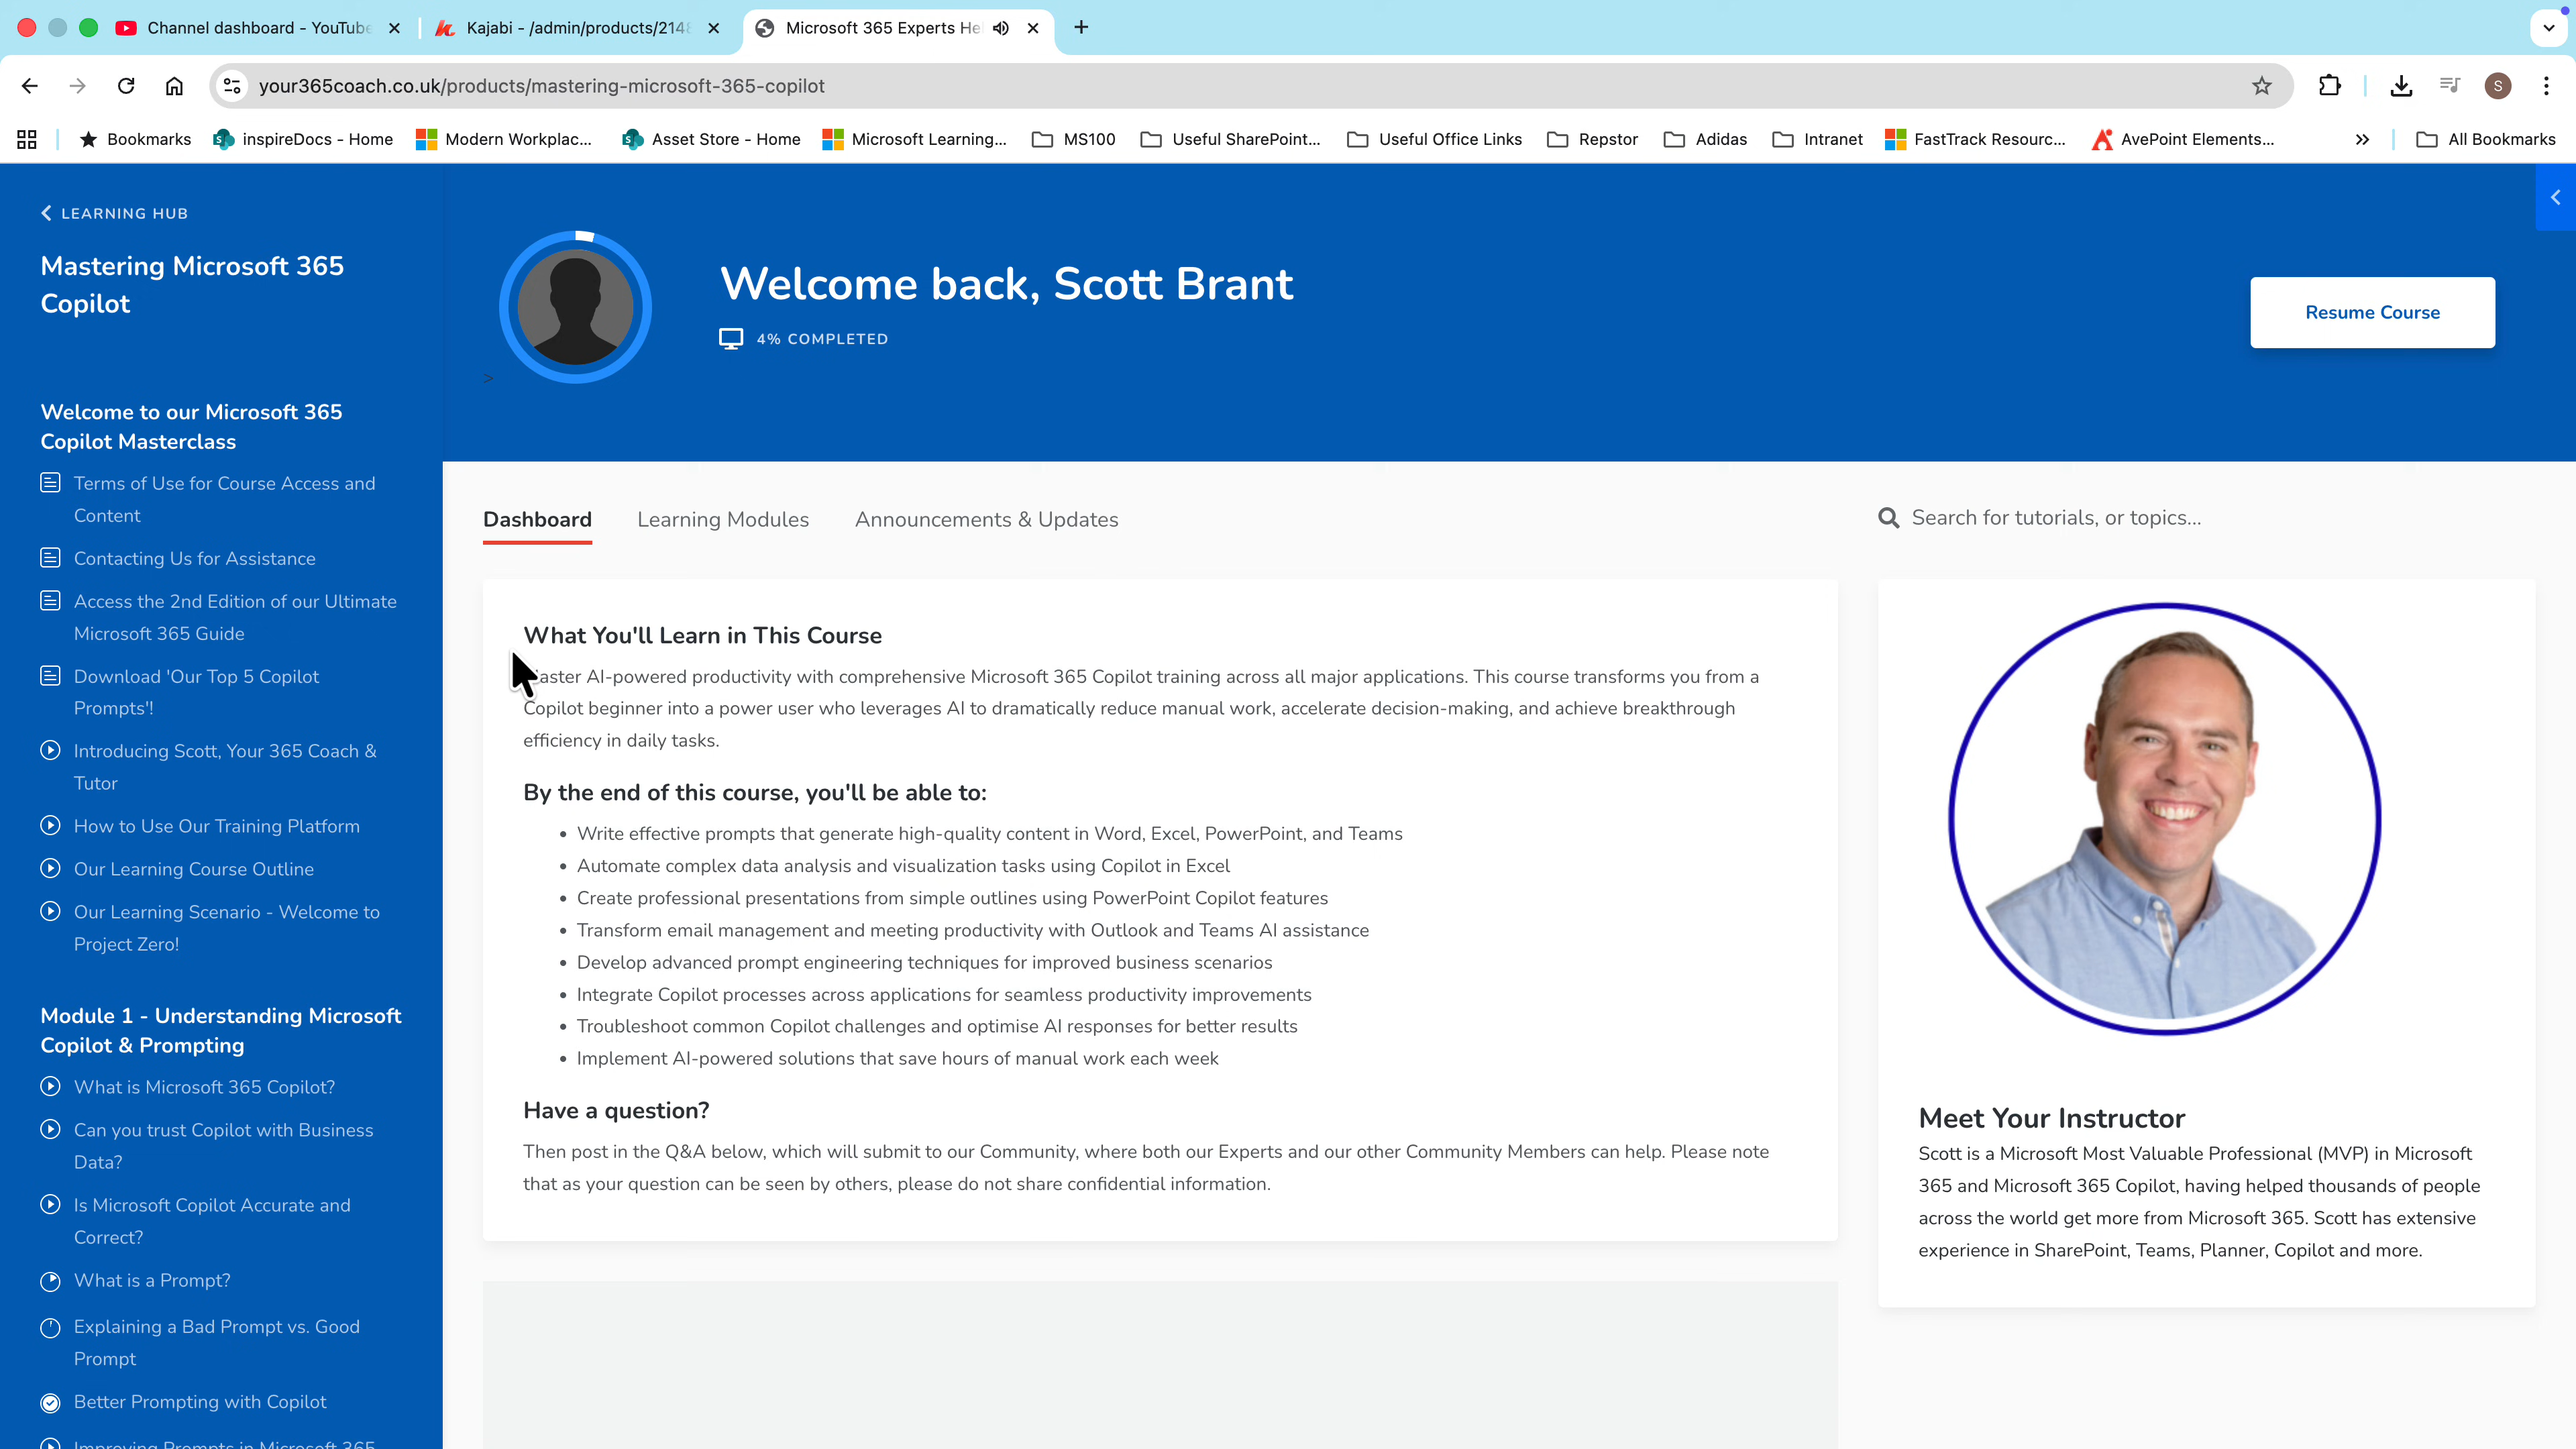 Channel dashboard - YouTube
Kajabi - /admin/products/2148
Microsoft 365 Experts Hel
your365coach.co.uk/products/mastering-microsoft-365-copilot
S
Bookmarks
inspireDocs - Home
Modern Workplac...
Asset Store - Home
Microsoft Learning...
MS100
Useful SharePoint...
Useful Office Links
Repstor
Adidas
Intranet
FastTrack Resourc...
AvePoint Elements...
All Bookmarks
LEARNING HUB
Mastering Microsoft 365
Copilot
Welcome to our Microsoft 365
Copilot Masterclass
Terms of Use for Course Access and
Content
Contacting Us for Assistance
Access the 2nd Edition of our Ultimate
Microsoft 365 Guide
Download 'Our Top 5 Copilot
Prompts'!
Introducing Scott, Your 365 Coach &
Tutor
How to Use Our Training Platform
Our Learning Course Outline
Our Learning Scenario - Welcome to
Project Zero!
Module 1 - Understanding Microsoft
Copilot & Prompting
What is Microsoft 365 Copilot?
Can you trust Copilot with Business
Data?
Is Microsoft Copilot Accurate and
Correct?
What is a Prompt?
Explaining a Bad Prompt vs. Good
Prompt
Better Prompting with Copilot
Improving Prompts in Microsoft 365
>
Welcome back, Scott Brant
4% COMPLETED
Resume Course
Dashboard
Learning Modules
Announcements & Updates
Search for tutorials, or topics...
What You'll Learn in This Course
aster AI-powered productivity with comprehensive Microsoft 365 Copilot training across all major applications. This course transforms you from a
Copilot beginner into a power user who leverages AI to dramatically reduce manual work, accelerate decision-making, and achieve breakthrough
efficiency in daily tasks.
By the end of this course, you'll be able to:
• Write effective prompts that generate high-quality content in Word, Excel, PowerPoint, and Teams
• Automate complex data analysis and visualization tasks using Copilot in Excel
• Create professional presentations from simple outlines using PowerPoint Copilot features
• Transform email management and meeting productivity with Outlook and Teams AI assistance
• Develop advanced prompt engineering techniques for improved business scenarios
• Integrate Copilot processes across applications for seamless productivity improvements
• Troubleshoot common Copilot challenges and optimise AI responses for better results
• Implement AI-powered solutions that save hours of manual work each week
Have a question?
Then post in the Q&A below, which will submit to our Community, where both our Experts and our other Community Members can help. Please note
that as your question can be seen by others, please do not share confidential information.
Meet Your Instructor
Scott is a Microsoft Most Valuable Professional (MVP) in Microsoft
365 and Microsoft 365 Copilot, having helped thousands of people
across the world get more from Microsoft 365. Scott has extensive
experience in SharePoint, Teams, Planner, Copilot and more.